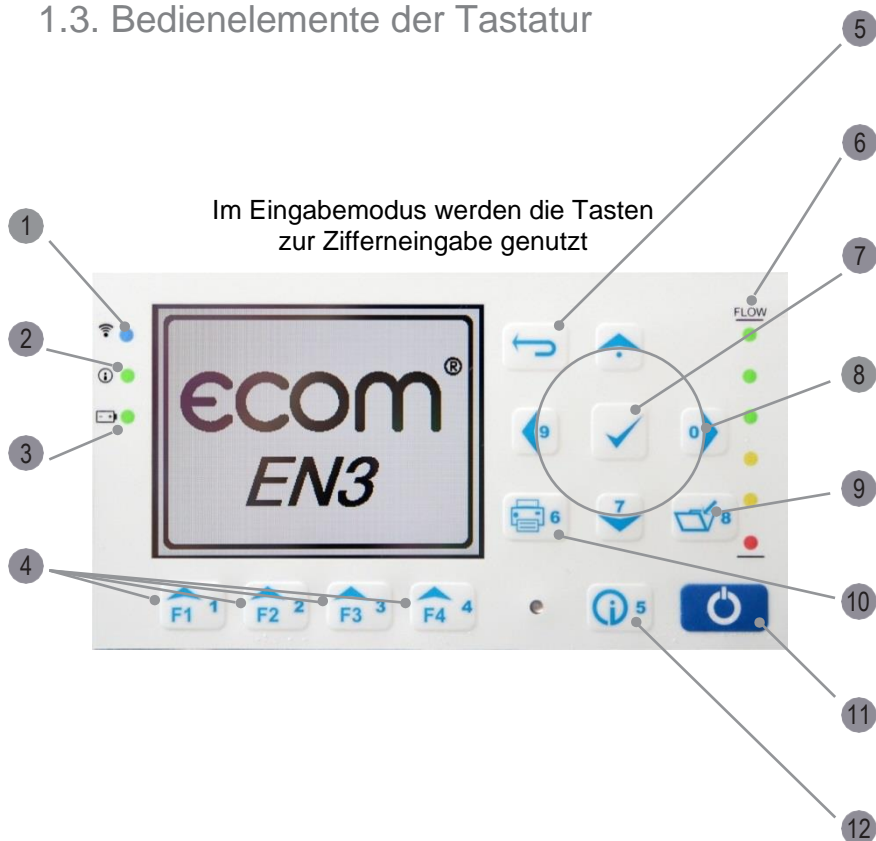 1.3. Bedienelemente der Tastatur
5
6
Im Eingabemodus werden die Tasten
zur Zifferneingabe genutzt
1
7
FLOW
2
ecom®
EN3
8
9 0
3
9
6 7 8
4
F1 1 F2 2 F3 3 F4 4 5
10
11
12